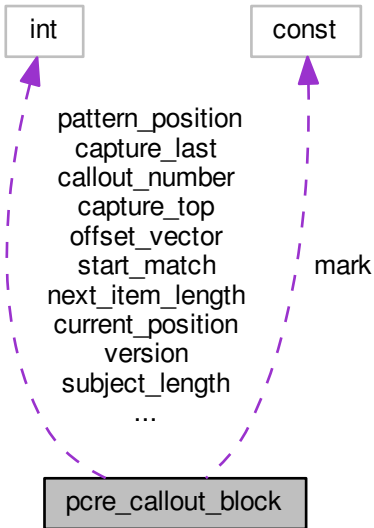 int
const
pattern_position
capture_last
callout_number
capture_top
offset_vector
start_match
mark
next_item_length
current_position
version
subject_length
...
pcre_callout_block